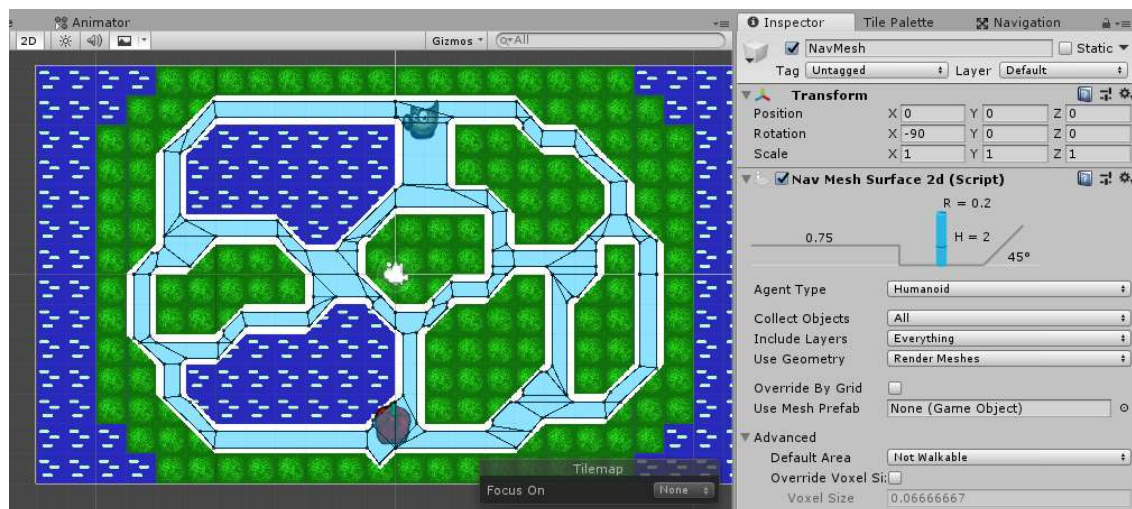 Animator
2D
Gizmos
All
Tilemap
Focus On
None
Inspector
Tile Palette
Navigation
NavMesh
Static
Tag
Untagged
Layer
Default
Transform
Position
X 0
Y 0
Z 0
Rotation
X -90
Y 0
Z 0
Scale
X 1
Y 1
Z 1
Nav Mesh Surface 2d (Script)
R = 0.2
0.75
H = 2
45°
Agent Type
Humanoid
Collect Objects
All
Include Layers
Everything
Use Geometry
Render Meshes
Override By Grid
Use Mesh Prefab
None (Game Object)
Advanced
Default Area
Not Walkable
Override Voxel Si:
Voxel Size
0.06666667